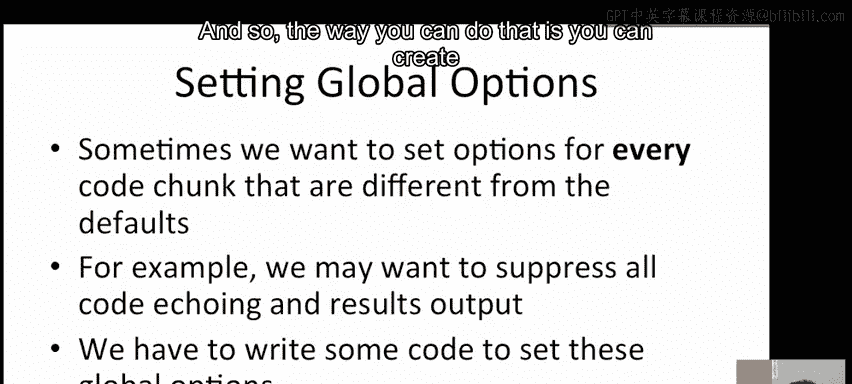 GPT中英字幕课程资源@bilibili.com
And so, the way you can do that is you can
create
Setting Global Options
• Sometimes we want to set options for every
code chunk that are different from the
defaults
• For example, we may want to suppress all
code echoing and results output
• We have to write some code to set these
global options